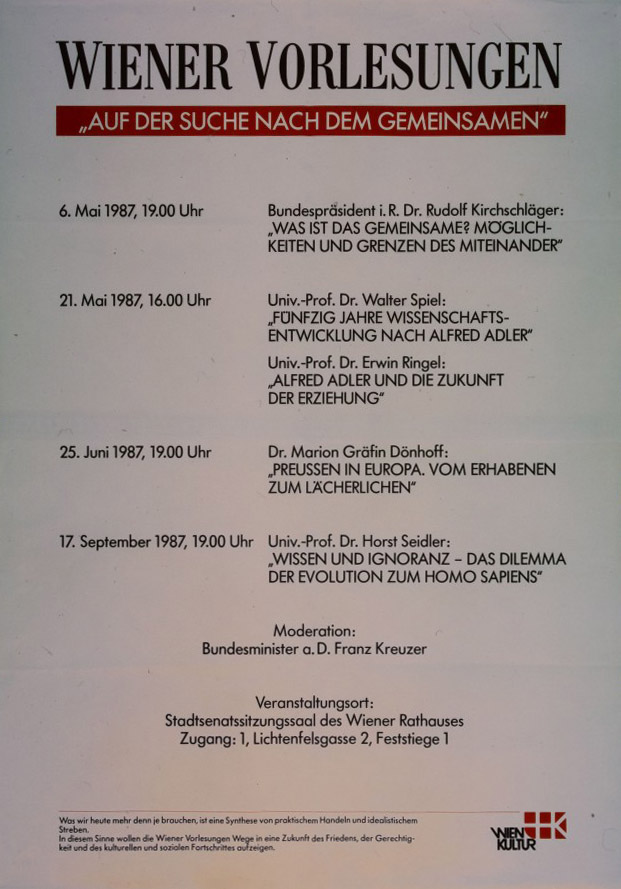 WIENER VORLESUNGEN
„AUF DER SUCHE NACH DEM GEMEINSAMEN“
6. Mai 1987, 19.00 Uhr
Bundespräsident i. R. Dr. Rudolf Kirchschläger:
„WAS IST DAS GEMEINSAME? MÖGLICH-
KEITEN UND GRENZEN DES MITEINANDER“
21. Mai 1987, 16.00 Uhr
Univ.-Prof. Dr. Walter Spiel:
„FÜNFZIG JAHRE WISSENSCHAFTS-
ENTWICKLUNG NACH ALFRED ADLER“
Univ.-Prof. Dr. Erwin Ringel:
„ALFRED ADLER UND DIE ZUKUNFT
DER ERZIEHUNG“
25. Juni 1987, 19.00 Uhr
Dr. Marion Gräfin Dönhoff:
„PREUSSEN IN EUROPA. VOM ERHABENEN
ZUM LÄCHERLICHEN“
17. September 1987, 19.00 Uhr
Univ.-Prof. Dr. Horst Seidler:
„WISSEN UND IGNORANZ – DAS DILEMMA
DER EVOLUTION ZUM HOMO SAPIENS“
Moderation:
Bundesminister a. D. Franz Kreuzer
Veranstaltungsort:
Stadtsenatssitzungssaal des Wiener Rathauses
Zugang: 1, Lichtenfelsgasse 2, Feststiege 1
Was wir heute mehr denn je brauchen, ist eine Synthese von praktischem Handeln und idealistischem
Streben.
In diesem Sinne wollen die Wiener Vorlesungen Wege in eine Zukunft des Friedens, der Gerechtig-
keit und des kulturellen und sozialen Fortschrittes aufzeigen.
WIEN
KULTUR